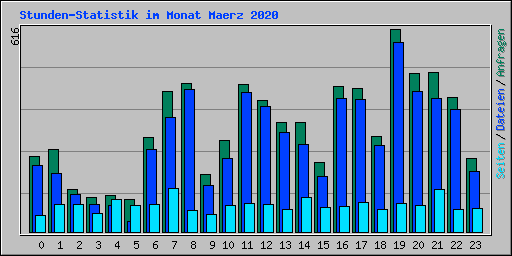 Stunden-Statistik im Monat Maerz 2020
616
Seiten / Dateien / Anfragen
0 1 2 3 4 5 6 7 8 9 10 11 12 13 14 15 16 17 18 19 20 21 22 23